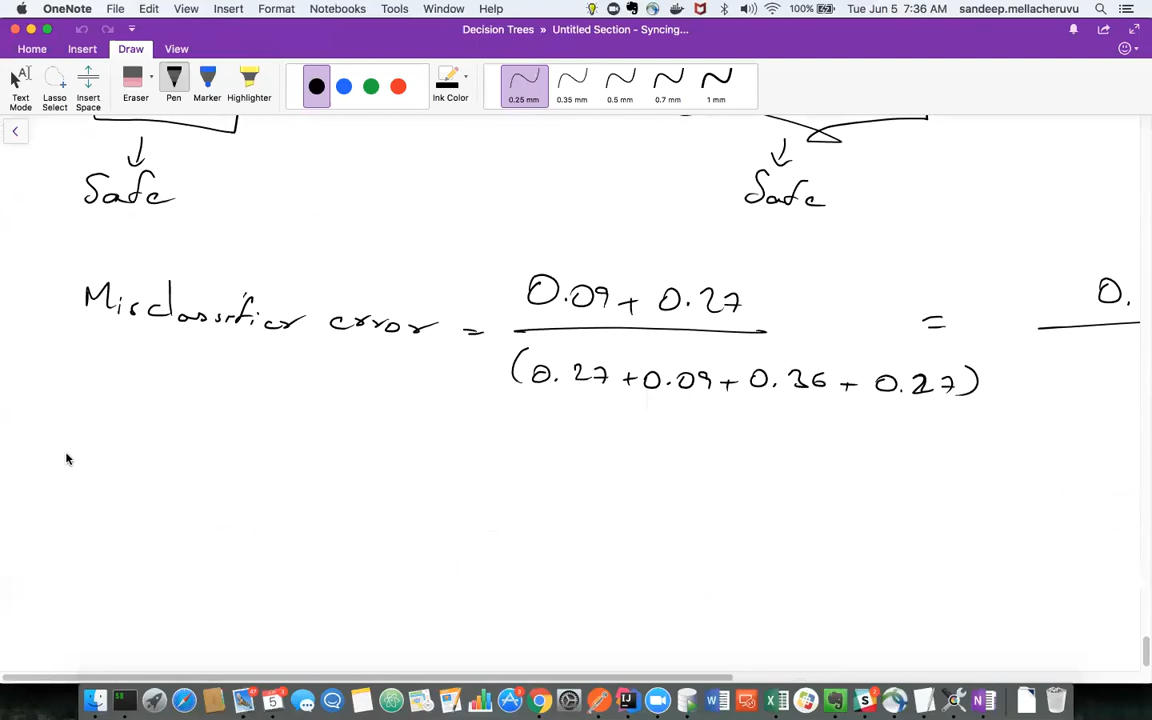 OneNote File Edit View Insert Format Notebooks Tools Window Help 100% Tue Jun 5 7:36 AM sandeep.mellacheruvu
Decision Trees » Untitled Section - Syncing...
Home Insert Draw View
Text Mode Lasso Select Insert Space Eraser Pen Marker Highlighter Ink Color 0.25 mm 0.35 mm 0.5 mm 0.7 mm 1 mm
Safe Safe
0.09 + 0.27 0.
Misclassifier error = =
(0.27 + 0.09 + 0.36 + 0.27)